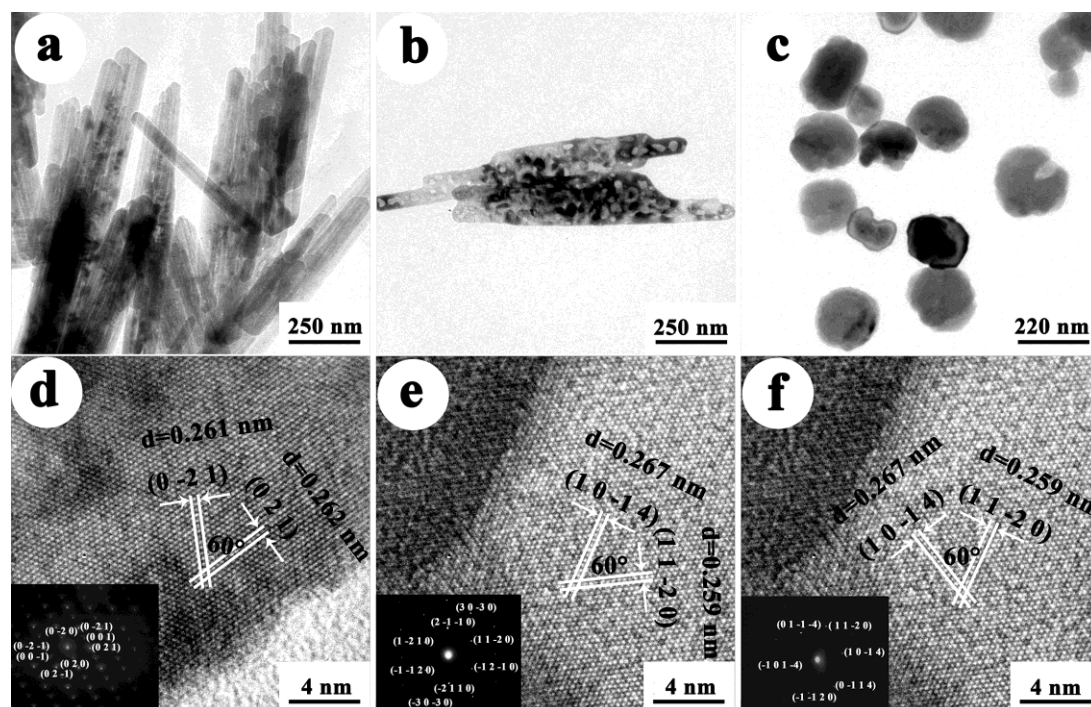 a
b
c
250 nm
250 nm
220 nm
d
d=0.261 nm
(0 -2 1)
d=0.262 nm
(0 2 1)
60°
(0 -2 0)
(0 -2 1)
(0 0 1)
(0 2 1)
(0 -2 -1)
(0 0 -1)
(0 2 0)
(0 2 -1)
4 nm
e
d=0.267 nm
(1 0 -1 4)
(1 1 -2 0)
d=0.259 nm
60°
(3 0 -3 0)
(2 -1 -1 0)
(1 -2 1 0)
(1 1 -2 0)
(-1 -1 2 0)
(-1 2 -1 0)
(-2 1 1 0)
(-3 0 -3 0)
4 nm
f
d=0.267 nm
(1 0 -1 4)
d=0.259 nm
(1 1 -2 0)
60°
(0 1 -1 -4)
(1 1 -2 0)
(1 0 -1 4)
(-1 0 1 -4)
(0 -1 1 4)
(-1 -1 2 0)
4 nm